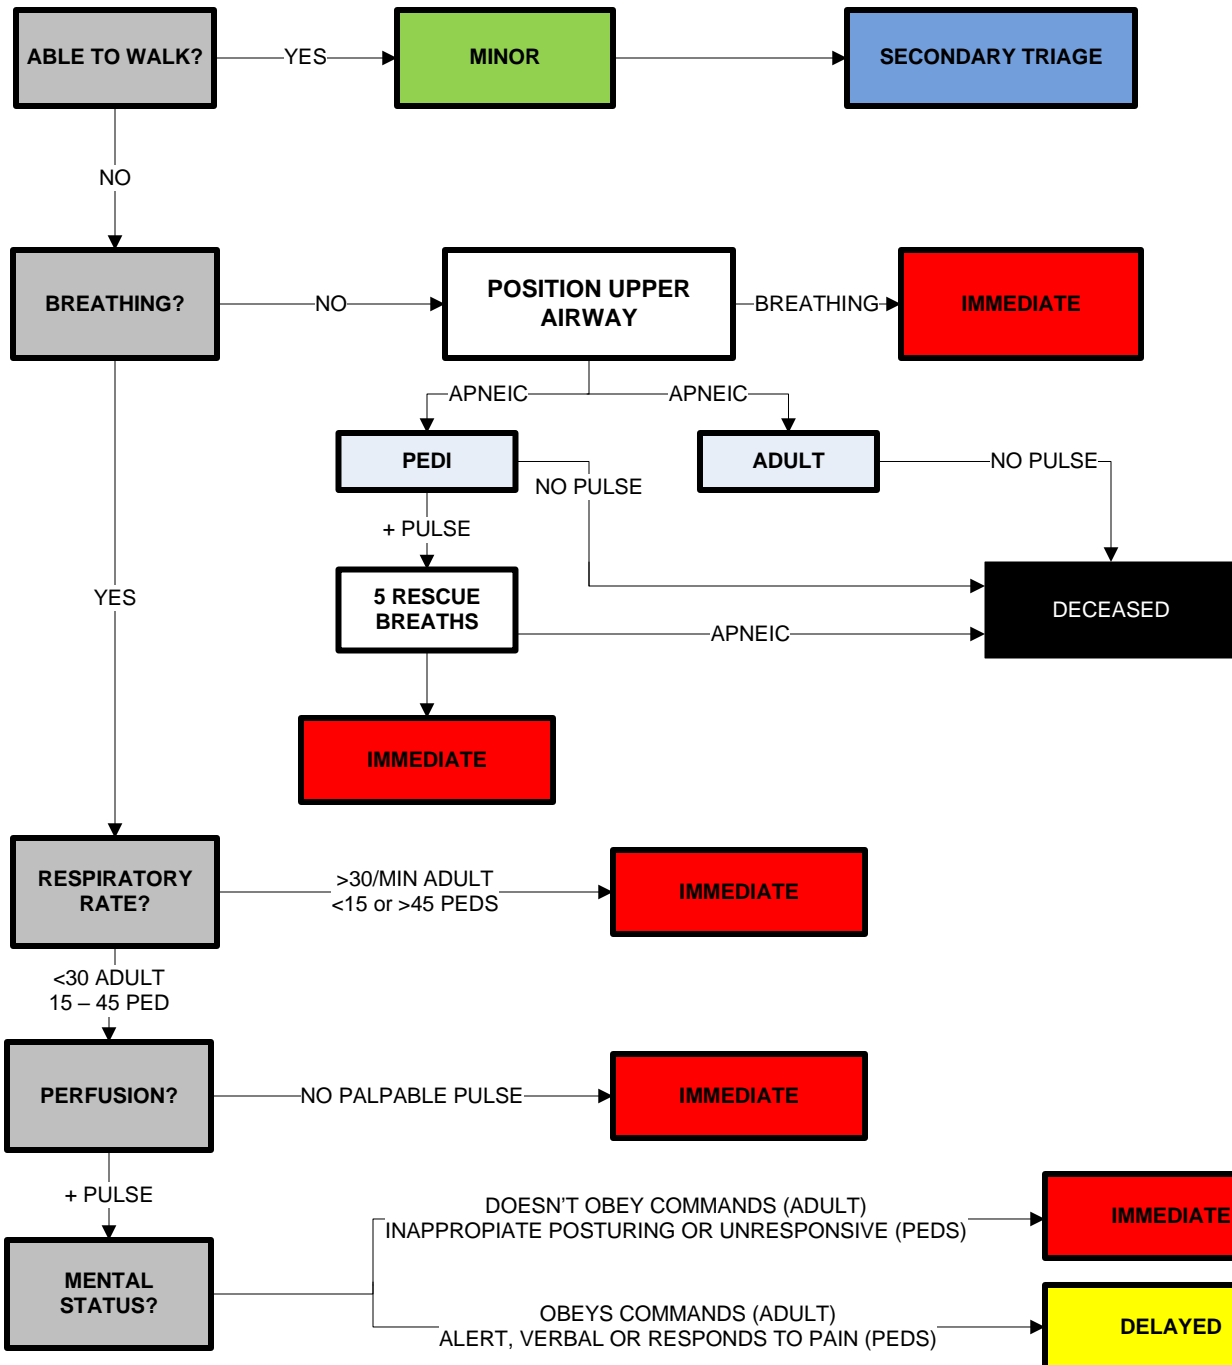 ABLE TO WALK?
YES
MINOR
SECONDARY TRIAGE
NO
BREATHING?
NO
POSITION UPPER
AIRWAY
BREATHING
IMMEDIATE
APNEIC
APNEIC
PEDI
ADULT
NO PULSE
NO PULSE
+ PULSE
5 RESCUE
BREATHS
APNEIC
DECEASED
YES
IMMEDIATE
RESPIRATORY
RATE?
>30/MIN ADULT
<15 or >45 PEDS
IMMEDIATE
<30 ADULT
15 – 45 PED
PERFUSION?
NO PALPABLE PULSE
IMMEDIATE
+ PULSE
MENTAL
STATUS?
DOESN'T OBEY COMMANDS (ADULT)
INAPPROPIATE POSTURING OR UNRESPONSIVE (PEDS)
IMMEDIATE
OBEYS COMMANDS (ADULT)
ALERT, VERBAL OR RESPONDS TO PAIN (PEDS)
DELAYED